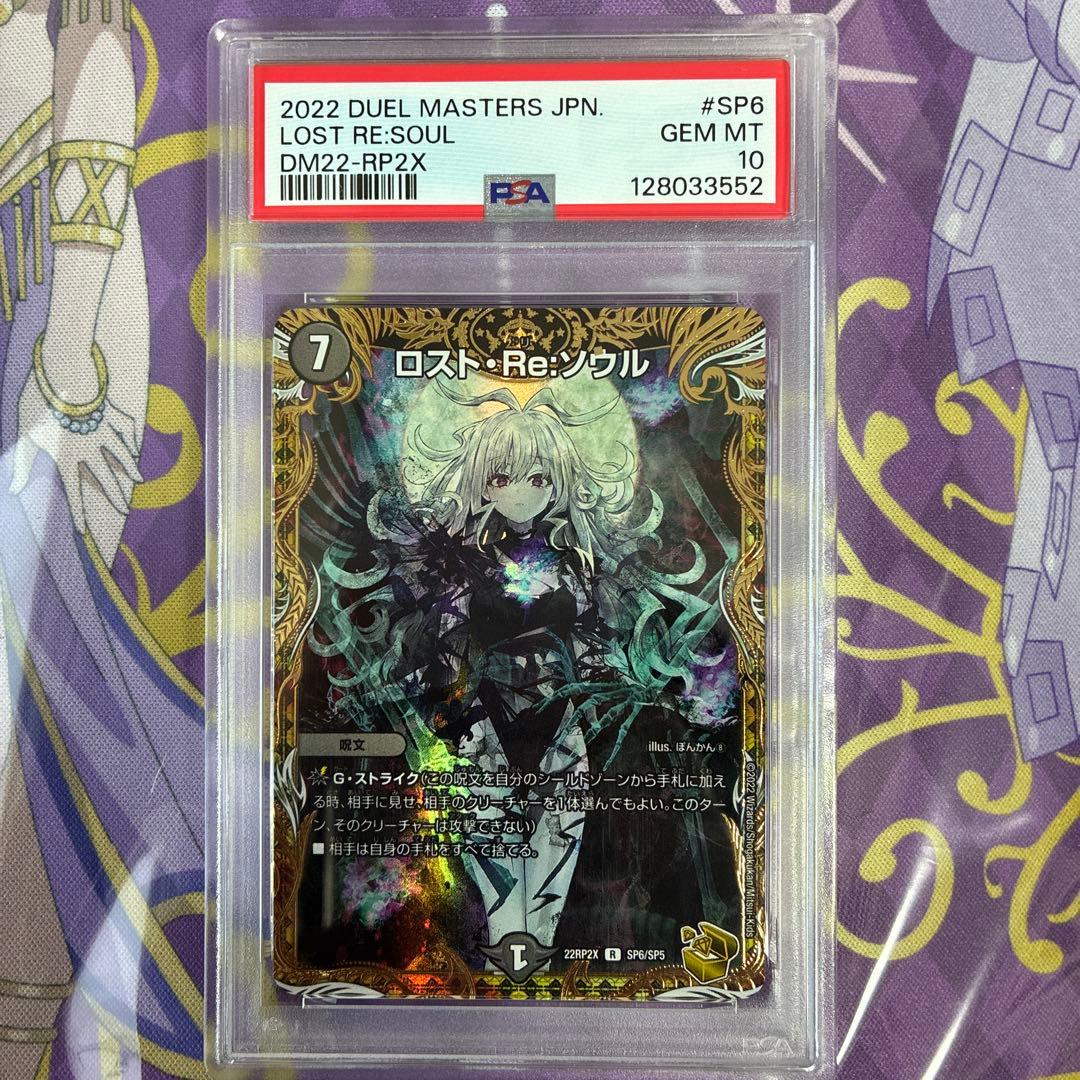 2022 DUEL MASTERS JPN. #SP6
LOST RE:SOUL GEM MT
DM22-RP2X 10
128033552
PSA
7
ロスト・Re:ソウル
呪文
illus. ぼんかん⑧
G・ストライク(この呪文を自分のシールドゾーンから手札に加え
る時、相手に見せ、相手のクリーチャーを1体選んでもよい。このター
ン、そのクリーチャーは攻撃できない)
■ 相手は自身の手札をすべて捨てる。
©2022 Wizards/Shogakukan/Mitsui-Kids
1
22RP2X R SP6/SP5
PSA